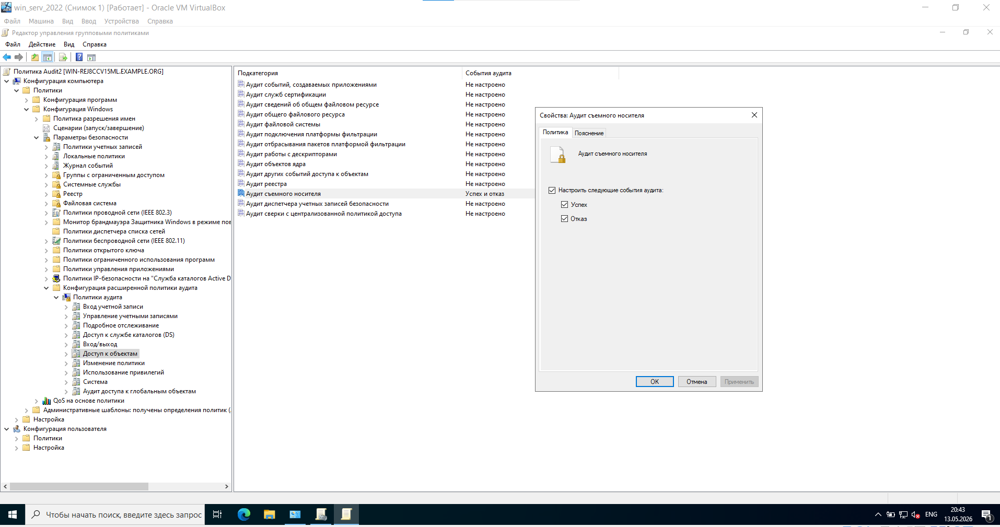 win_serv_2022 (Снимок 1) [Работает] - Oracle VM VirtualBox
Файл Машина Вид Ввод Устройства Справка
Редактор управления групповыми политиками
Файл Действие Вид Справка
Политика Audit2 [WIN-REJ8CCV15ML.EXAMPLE.ORG]
Конфигурация компьютера
Политики
Конфигурация программ
Конфигурация Windows
Политика разрешения имен
Сценарии (запуск/завершение)
Параметры безопасности
Политики учетных записей
Локальные политики
Журнал событий
Группы с ограниченным доступом
Системные службы
Реестр
Файловая система
Политики проводной сети (IEEE 802.3)
Монитор брандмауэра Защитника Windows в режиме пов
Политики диспетчера списка сетей
Политики беспроводной сети (IEEE 802.11)
Политики открытого ключа
Политики ограниченного использования программ
Политики управления приложениями
Политики IP-безопасности на "Служба каталогов Active D
Конфигурация расширенной политики аудита
Политики аудита
Вход учетной записи
Управление учетными записями
Подробное отслеживание
Доступ к службе каталогов (DS)
Вход/выход
Доступ к объектам
Изменение политики
Использование привилегий
Система
Аудит доступа к глобальным объектам
QoS на основе политики
Административные шаблоны: получены определения политик (
Настройка
Конфигурация пользователя
Политики
Настройка
Подкатегория События аудита
Аудит событий, создаваемых приложениями Не настроено
Аудит служб сертификации Не настроено
Аудит сведений об общем файловом ресурсе Не настроено
Аудит общего файлового ресурса Не настроено
Аудит файловой системы Не настроено
Аудит подключения платформы фильтрации Не настроено
Аудит отбрасывания пакетов платформой фильтрации Не настроено
Аудит работы с дескрипторами Не настроено
Аудит объектов ядра Не настроено
Аудит других событий доступа к объектам Не настроено
Аудит реестра Не настроено
Аудит съемного носителя Успех и отказ
Аудит диспетчера учетных записей безопасности Не настроено
Аудит сверки с централизованной политикой доступа Не настроено
Свойства: Аудит съемного носителя
Политика Пояснение
Аудит съемного носителя
Настроить следующие события аудита:
Успех
Отказ
ОК Отмена Применить
Чтобы начать поиск, введите здесь запрос
ENG
20:43
13.05.2026
1